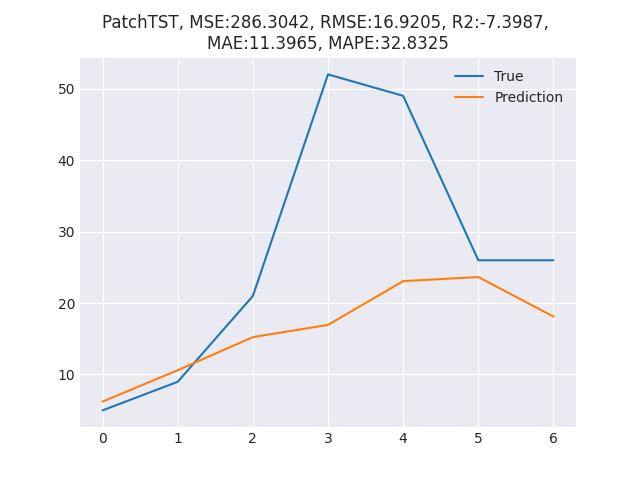 PatchTST, MSE:286.3042, RMSE:16.9205, R2:-7.3987,
MAE:11.3965, MAPE:32.8325
True
Prediction
50
40
30
20
10
0 1 2 3 4 5 6